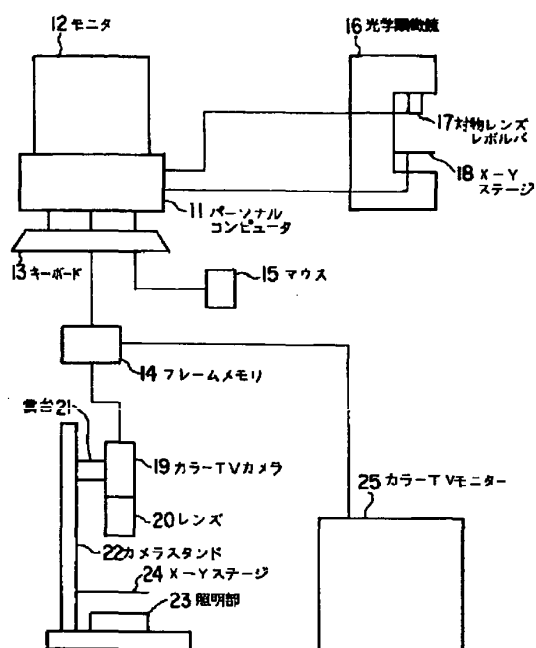 12 モニタ
16 光学顕微鏡
17 対物レンズ
レボルバ
18 X-Y
ステージ
11 パーソナル
コンピュータ
13 キーボード
15 マウス
14 フレームメモリ
雲台 21
19 カラーTVカメラ
25 カラーTVモニター
20 レンズ
22 カメラスタンド
24 X-Yステージ
23 照明部